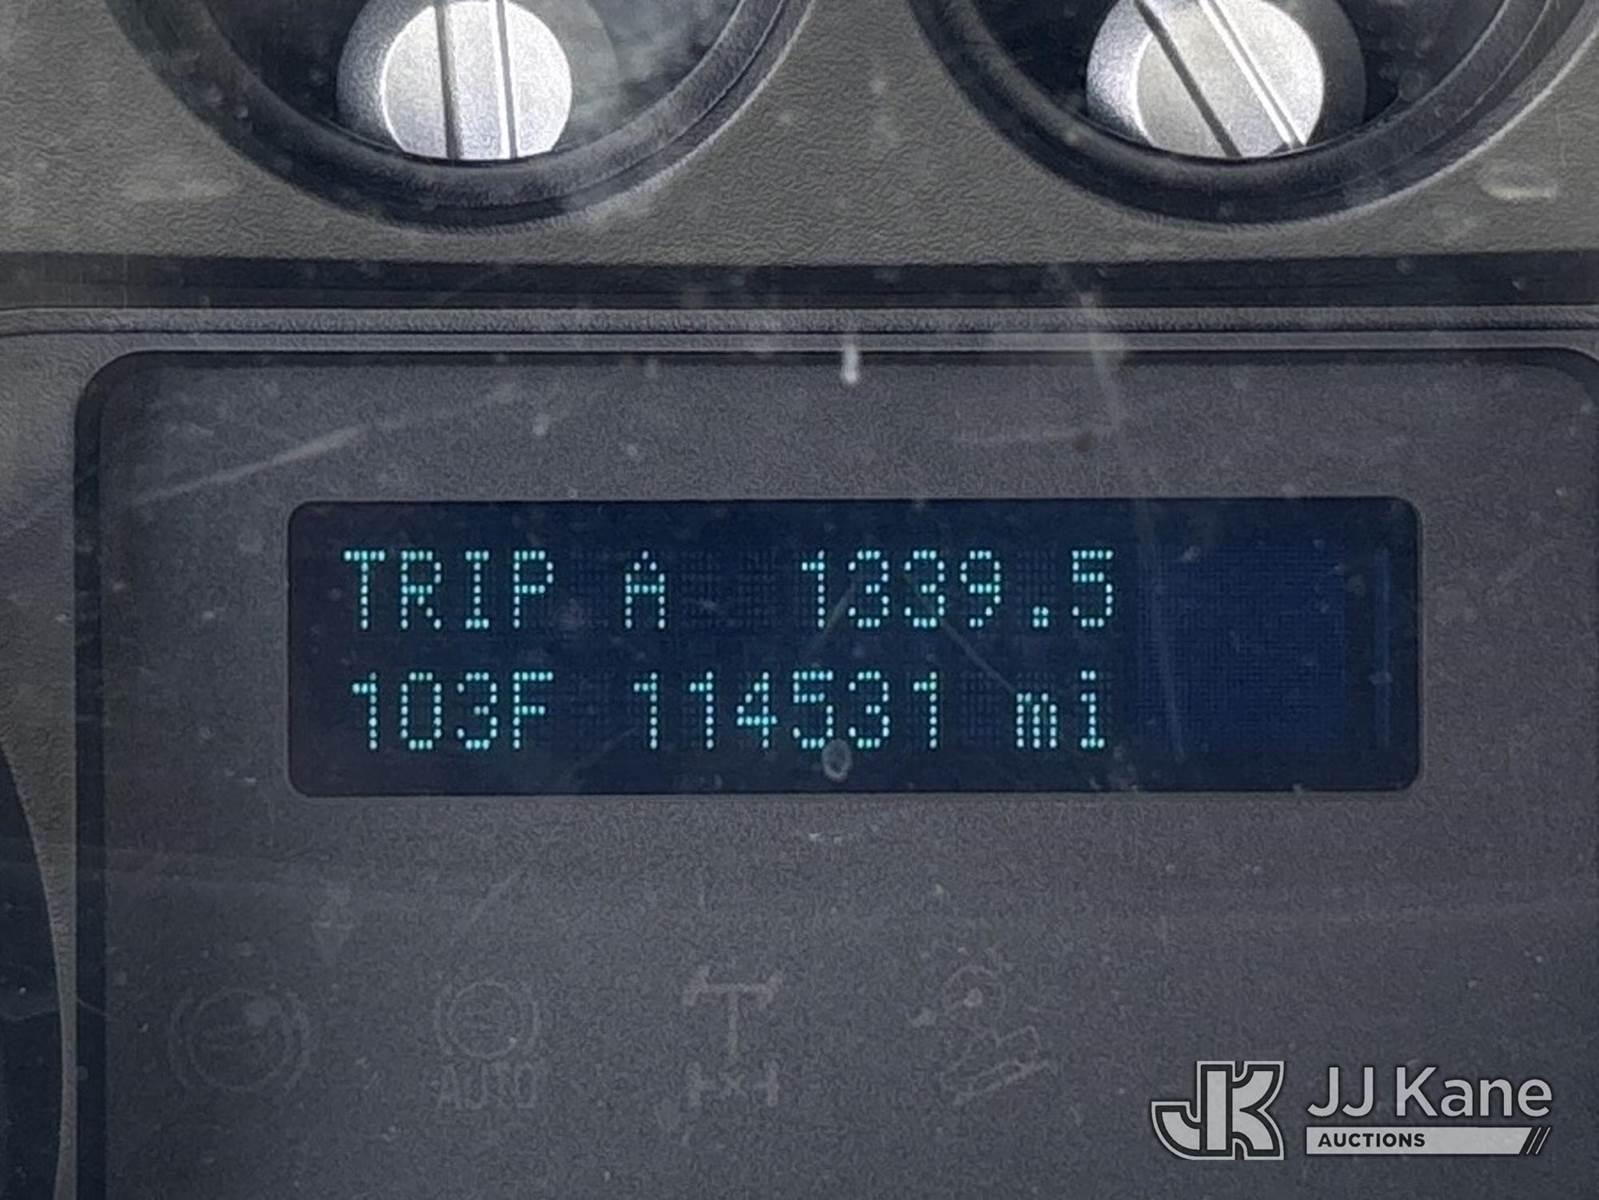 TRIP A 1339.5
103F 114531 mi
AUTO
JJ Kane
AUCTIONS